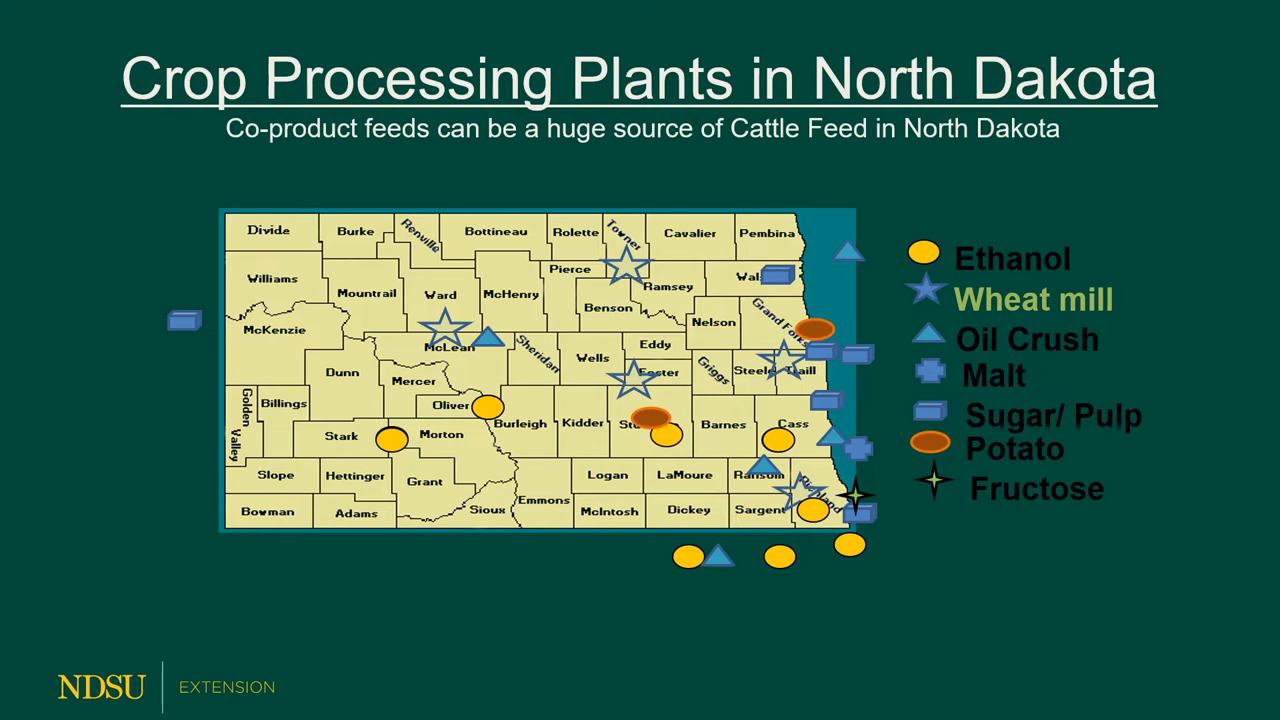 Crop Processing Plants in North Dakota
Co-product feeds can be a huge source of Cattle Feed in North Dakota
Divide Burke Renville Bottineau Rolette Towner Cavalier Pembina
Williams Mountrail Ward McHenry Pierce Benson Ramsey Wal
McKenzie McLean Sheridan Wells Eddy Nelson Grand Forks
Dunn Mercer Foster Griggs Steele Traill
Golden Valley Billings Oliver Burleigh Kidder Stu Barnes Cass
Stark Morton
Slope Hettinger Grant Logan LaMoure Ransom Richland
Bowman Adams Sioux Emmons McIntosh Dickey Sargent
Ethanol
Wheat mill
Oil Crush
Malt
Sugar/ Pulp
Potato
Fructose
NDSU EXTENSION